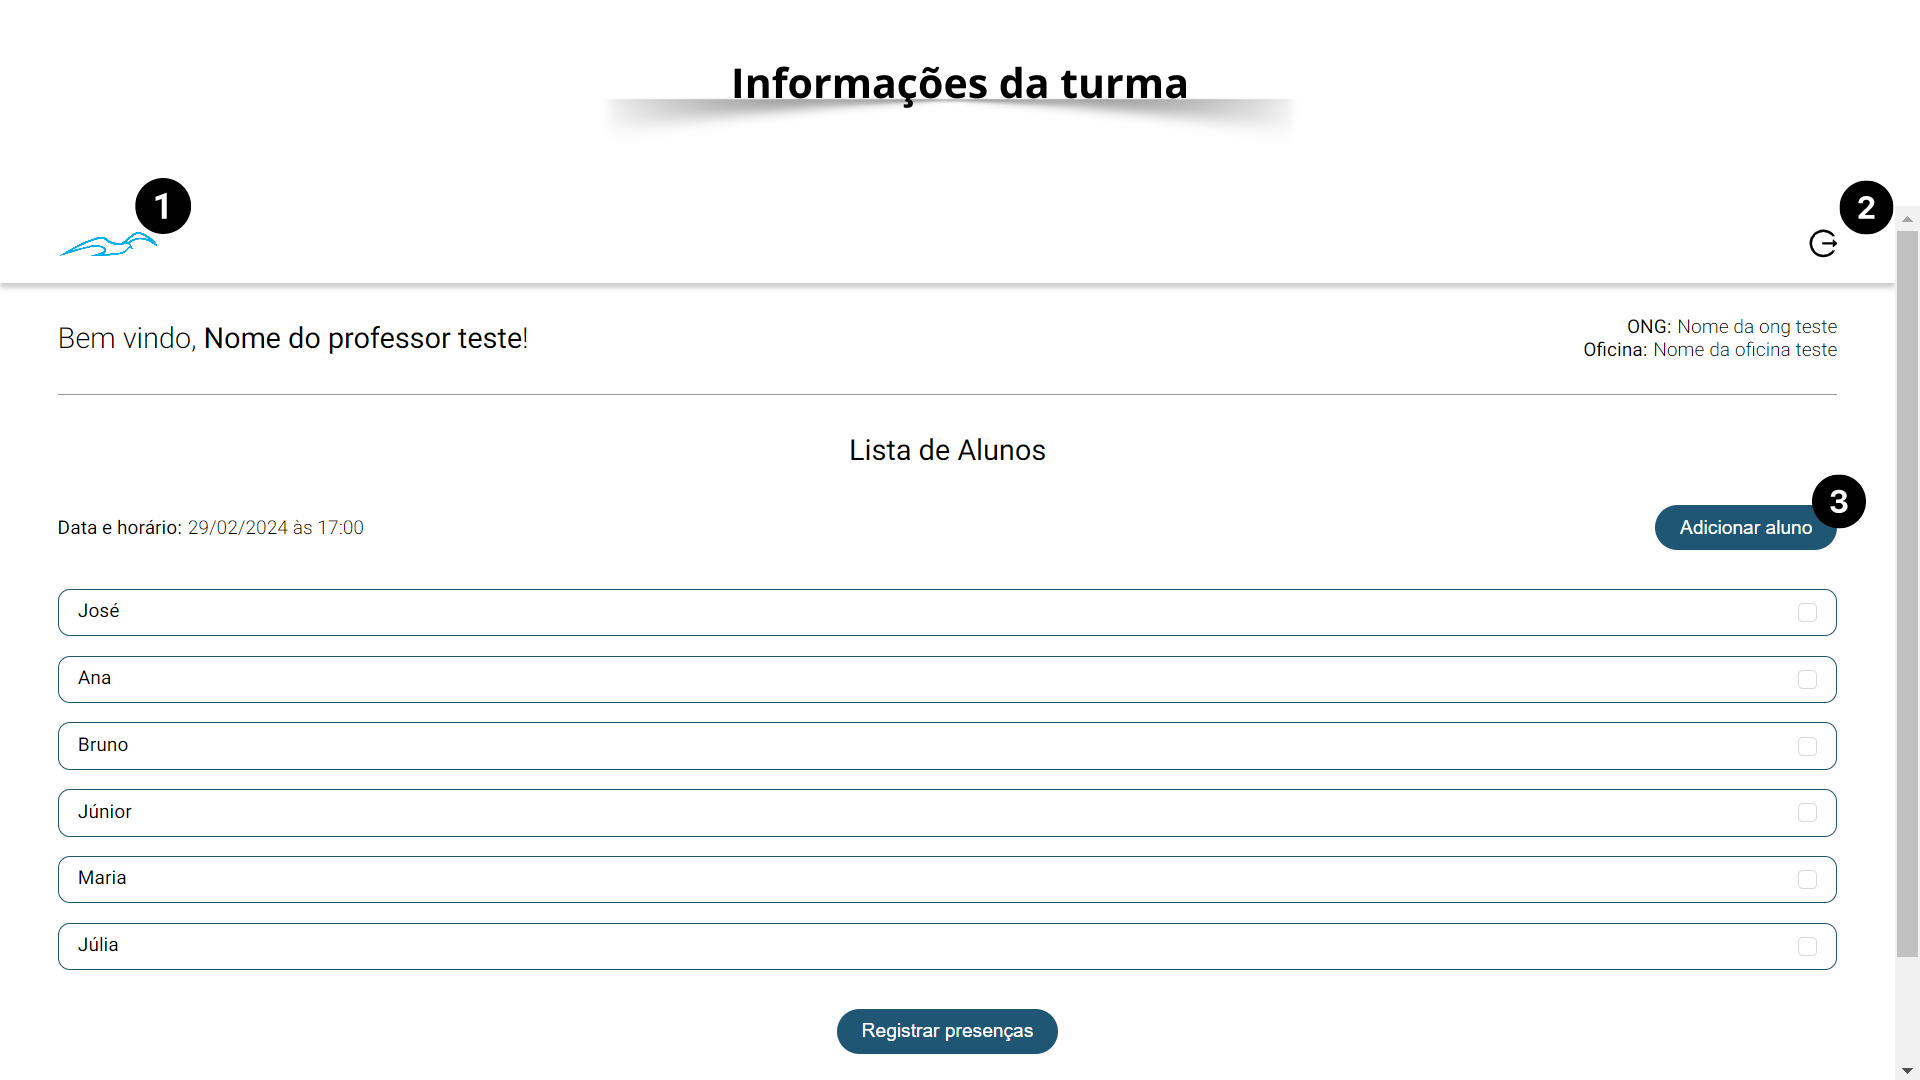 Informações da turma
1
2
Bem vindo, Nome do professor teste!
ONG: Nome da ong teste
Oficina: Nome da oficina teste
Lista de Alunos
3
Data e horário: 29/02/2024 às 17:00
Adicionar aluno
José
Ana
Bruno
Júnior
Maria
Júlia
Registrar presenças